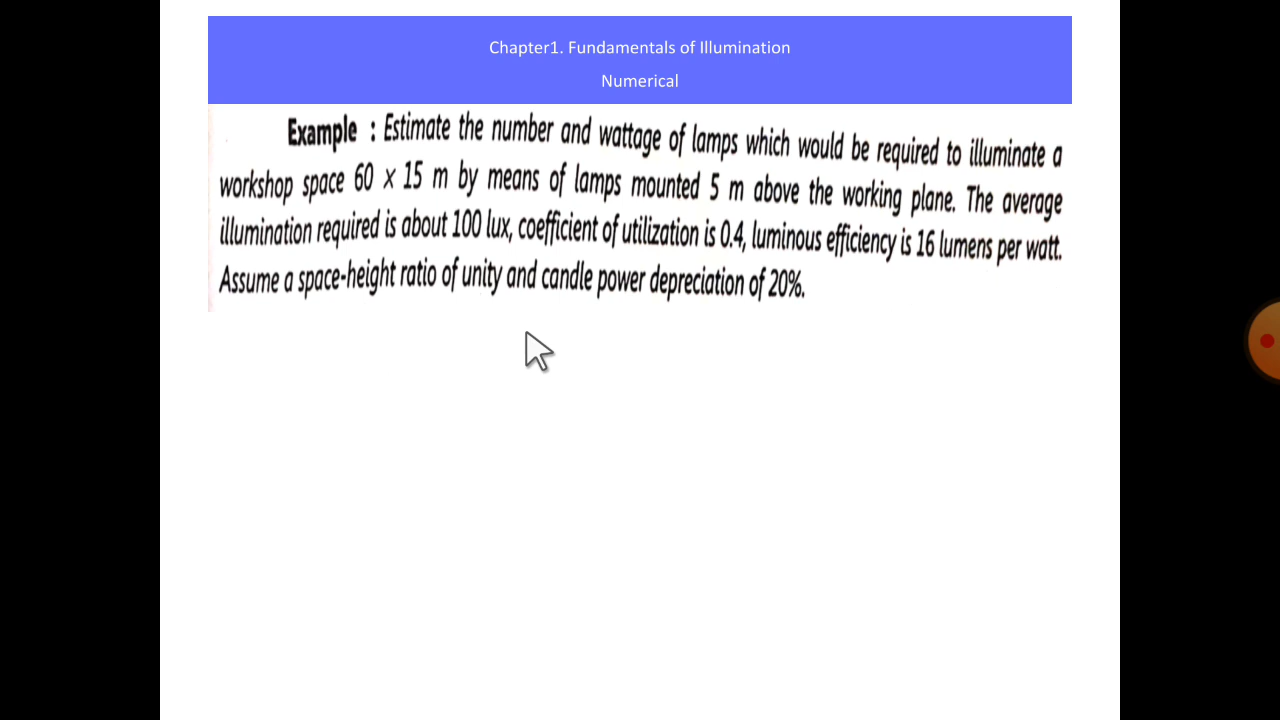 Chapter1. Fundamentals of Illumination
Numerical
Example : Estimate the number and wattage of lamps which would be required to illuminate a
workshop space 60 × 15 m by means of lamps mounted 5 m above the working plane. The average
illumination required is about 100 lux, coefficient of utilization is 0.4, luminous efficiency is 16 lumens per watt.
Assume a space-height ratio of unity and candle power depreciation of 20%.